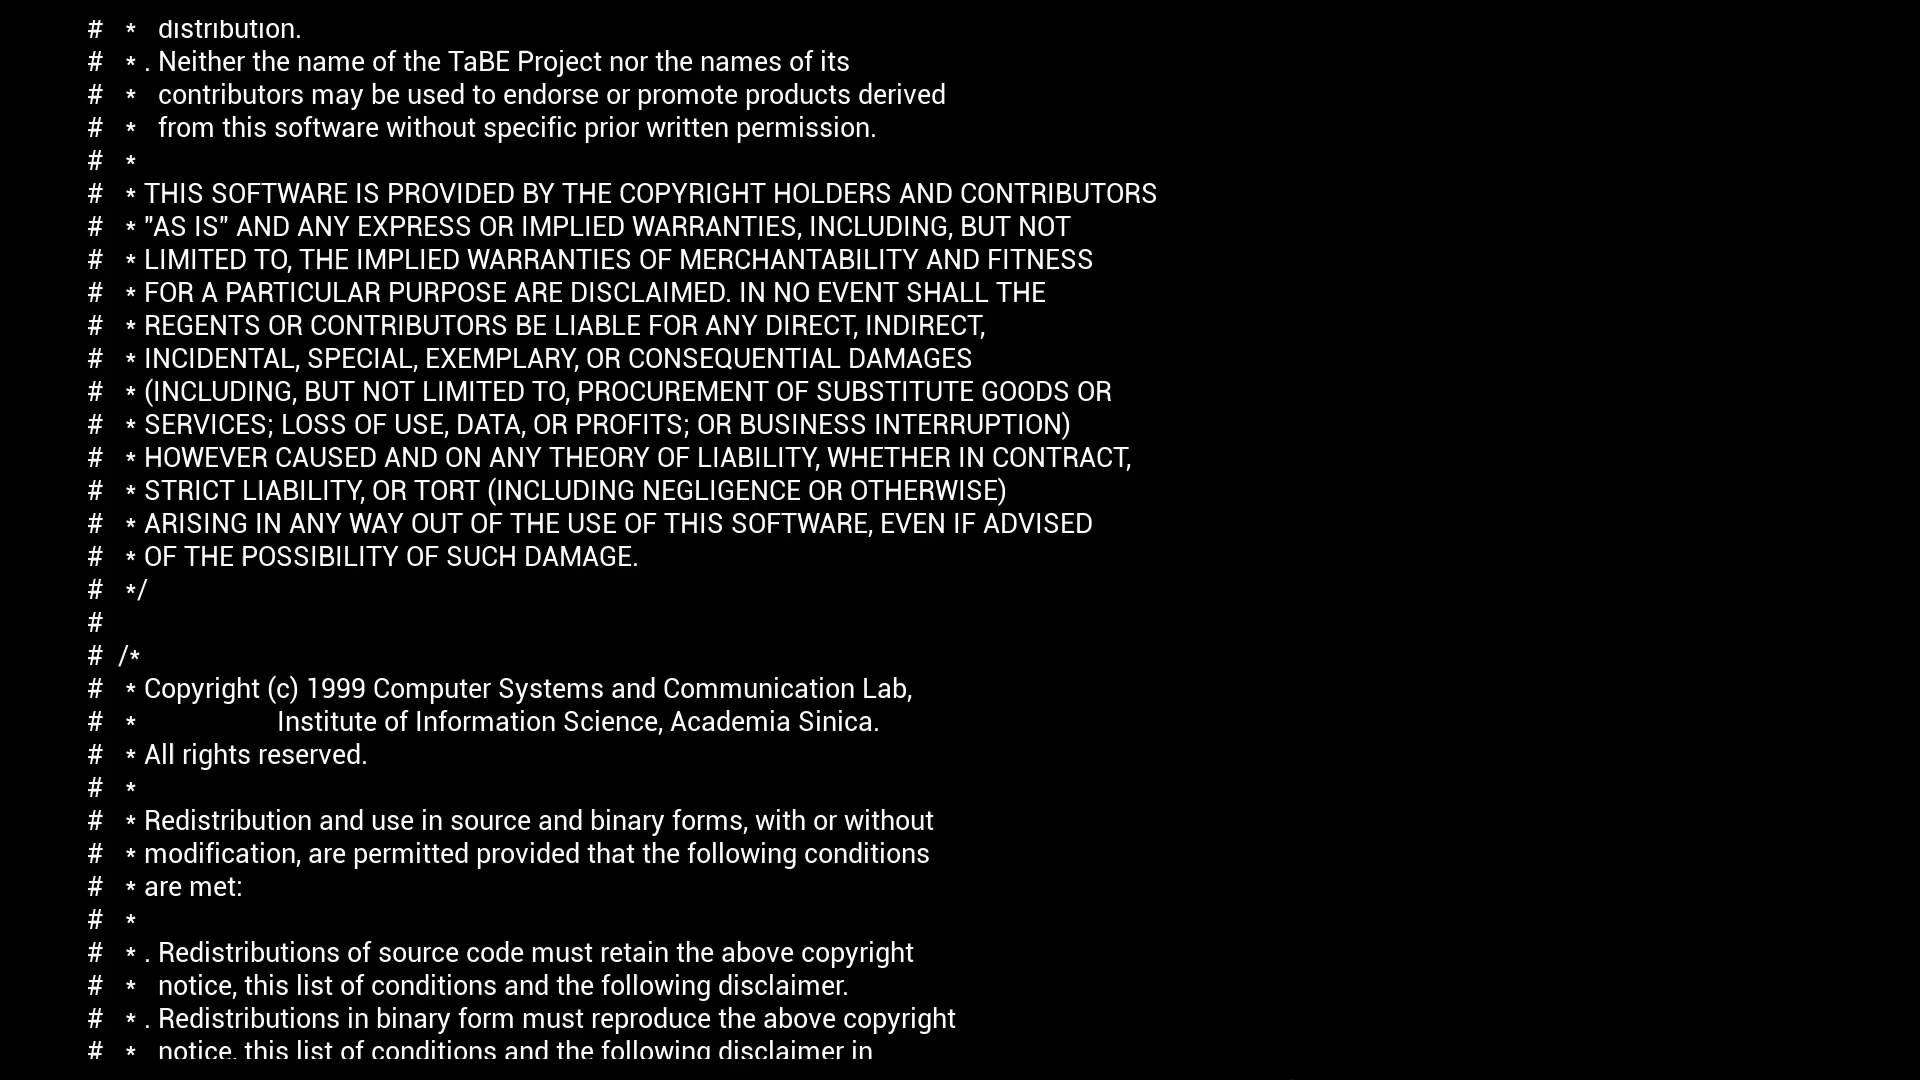 #   *   distribution.
#   * . Neither the name of the TaBE Project nor the names of its
#   *   contributors may be used to endorse or promote products derived
#   *   from this software without specific prior written permission.
#   *
#   * THIS SOFTWARE IS PROVIDED BY THE COPYRIGHT HOLDERS AND CONTRIBUTORS
#   * "AS IS" AND ANY EXPRESS OR IMPLIED WARRANTIES, INCLUDING, BUT NOT
#   * LIMITED TO, THE IMPLIED WARRANTIES OF MERCHANTABILITY AND FITNESS
#   * FOR A PARTICULAR PURPOSE ARE DISCLAIMED. IN NO EVENT SHALL THE
#   * REGENTS OR CONTRIBUTORS BE LIABLE FOR ANY DIRECT, INDIRECT,
#   * INCIDENTAL, SPECIAL, EXEMPLARY, OR CONSEQUENTIAL DAMAGES
#   * (INCLUDING, BUT NOT LIMITED TO, PROCUREMENT OF SUBSTITUTE GOODS OR
#   * SERVICES; LOSS OF USE, DATA, OR PROFITS; OR BUSINESS INTERRUPTION)
#   * HOWEVER CAUSED AND ON ANY THEORY OF LIABILITY, WHETHER IN CONTRACT,
#   * STRICT LIABILITY, OR TORT (INCLUDING NEGLIGENCE OR OTHERWISE)
#   * ARISING IN ANY WAY OUT OF THE USE OF THIS SOFTWARE, EVEN IF ADVISED
#   * OF THE POSSIBILITY OF SUCH DAMAGE.
#   */
#
#  /*
#   * Copyright (c) 1999 Computer Systems and Communication Lab,
#   *                    Institute of Information Science, Academia Sinica.
#   * All rights reserved.
#   *
#   * Redistribution and use in source and binary forms, with or without
#   * modification, are permitted provided that the following conditions
#   * are met:
#   *
#   * . Redistributions of source code must retain the above copyright
#   *   notice, this list of conditions and the following disclaimer.
#   * . Redistributions in binary form must reproduce the above copyright
#   *   notice, this list of conditions and the following disclaimer in